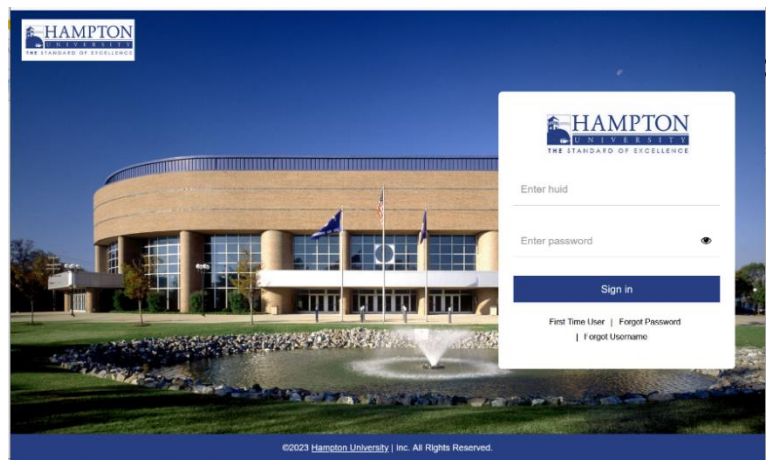 HAMPTON
UNIVERSITY
THE STANDARD OF EXCELLENCE
HAMPTON
UNIVERSITY
THE STANDARD OF EXCELLENCE
Enter huid
Enter password
Sign in
First Time User | Forgot Password
| Forgot Username
©2023 Hampton University | Inc. All Rights Reserved.